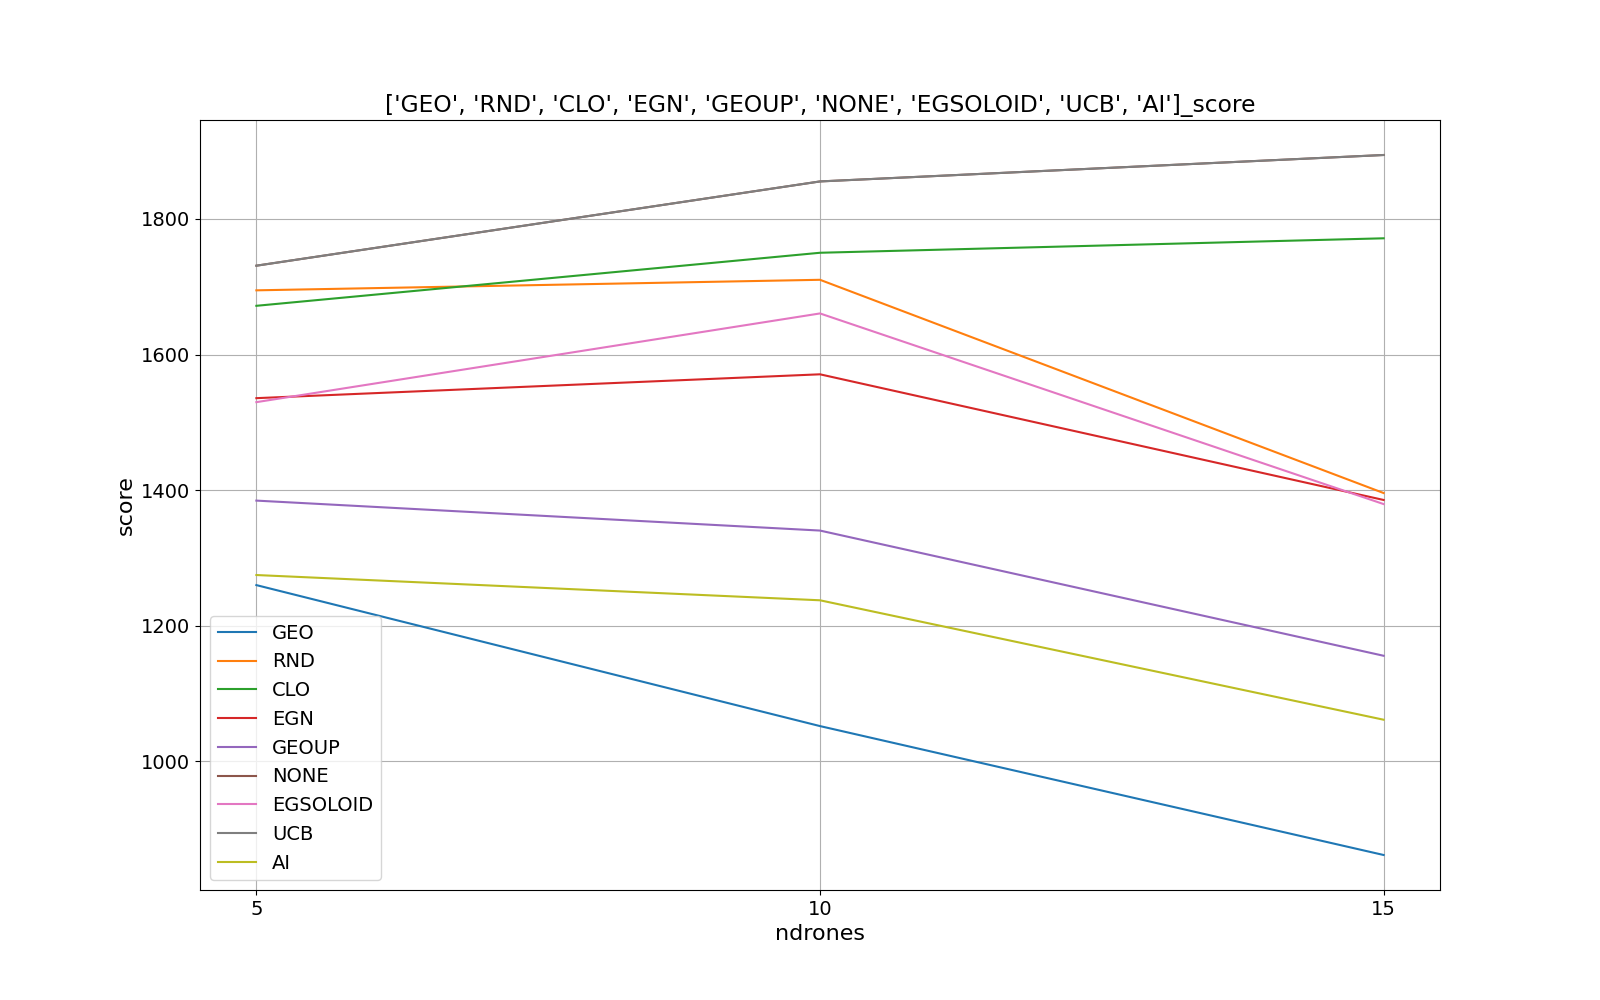 ['GEO', 'RND', 'CLO', 'EGN', 'GEOUP', 'NONE', 'EGSOLOID', 'UCB', 'AI']_score
1800
1600
1400
1200
1000
score
GEO
RND
CLO
EGN
GEOUP
NONE
EGSOLOID
UCB
AI
5 10 15
ndrones